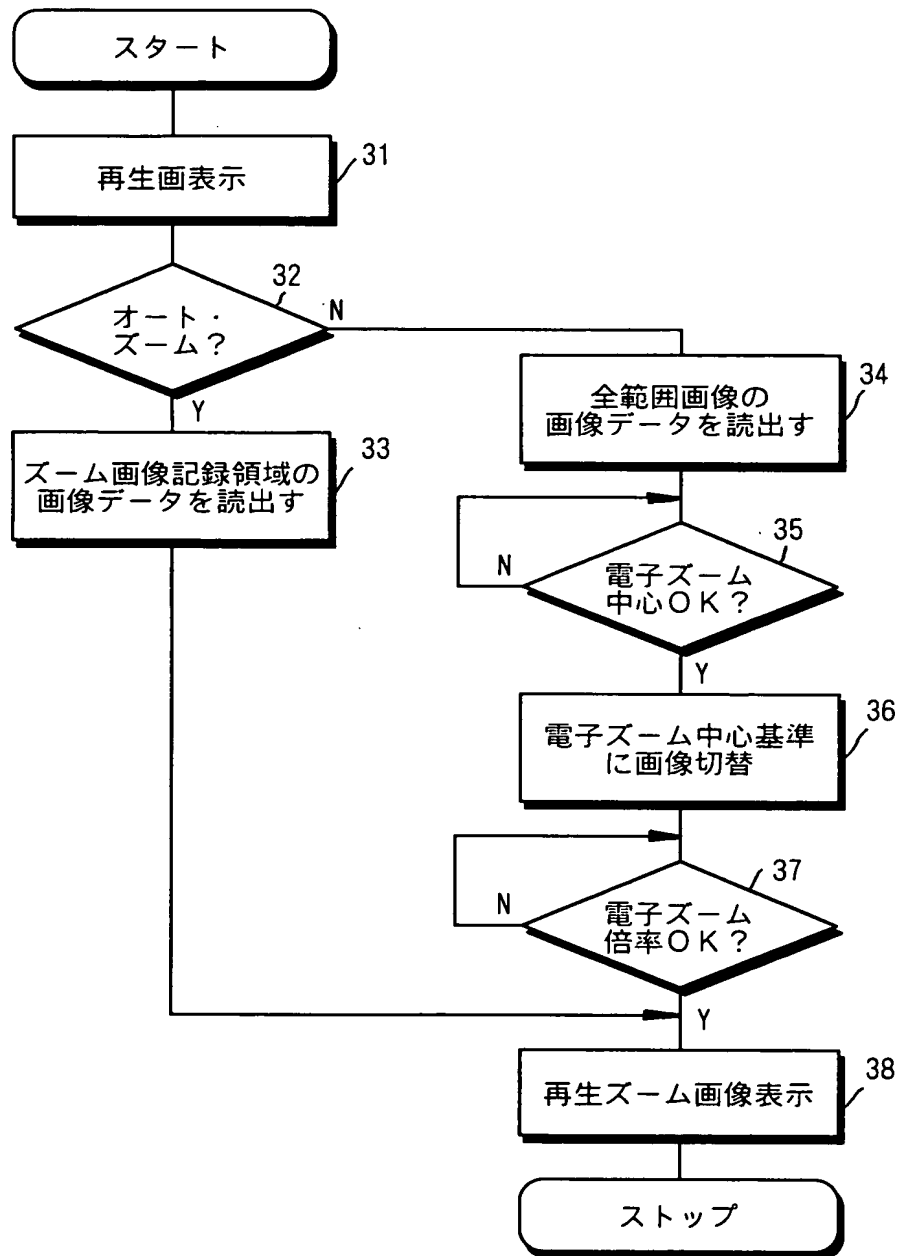 スタート
再生画表示
31
32
オート・
ズーム？
N
Y
ズーム画像記録領域の
画像データを読出す
33
全範囲画像の
画像データを読出す
34
35
電子ズーム
中心ＯＫ？
N
Y
電子ズーム中心基準
に画像切替
36
37
電子ズーム
倍率ＯＫ？
N
Y
再生ズーム画像表示
38
ストップ